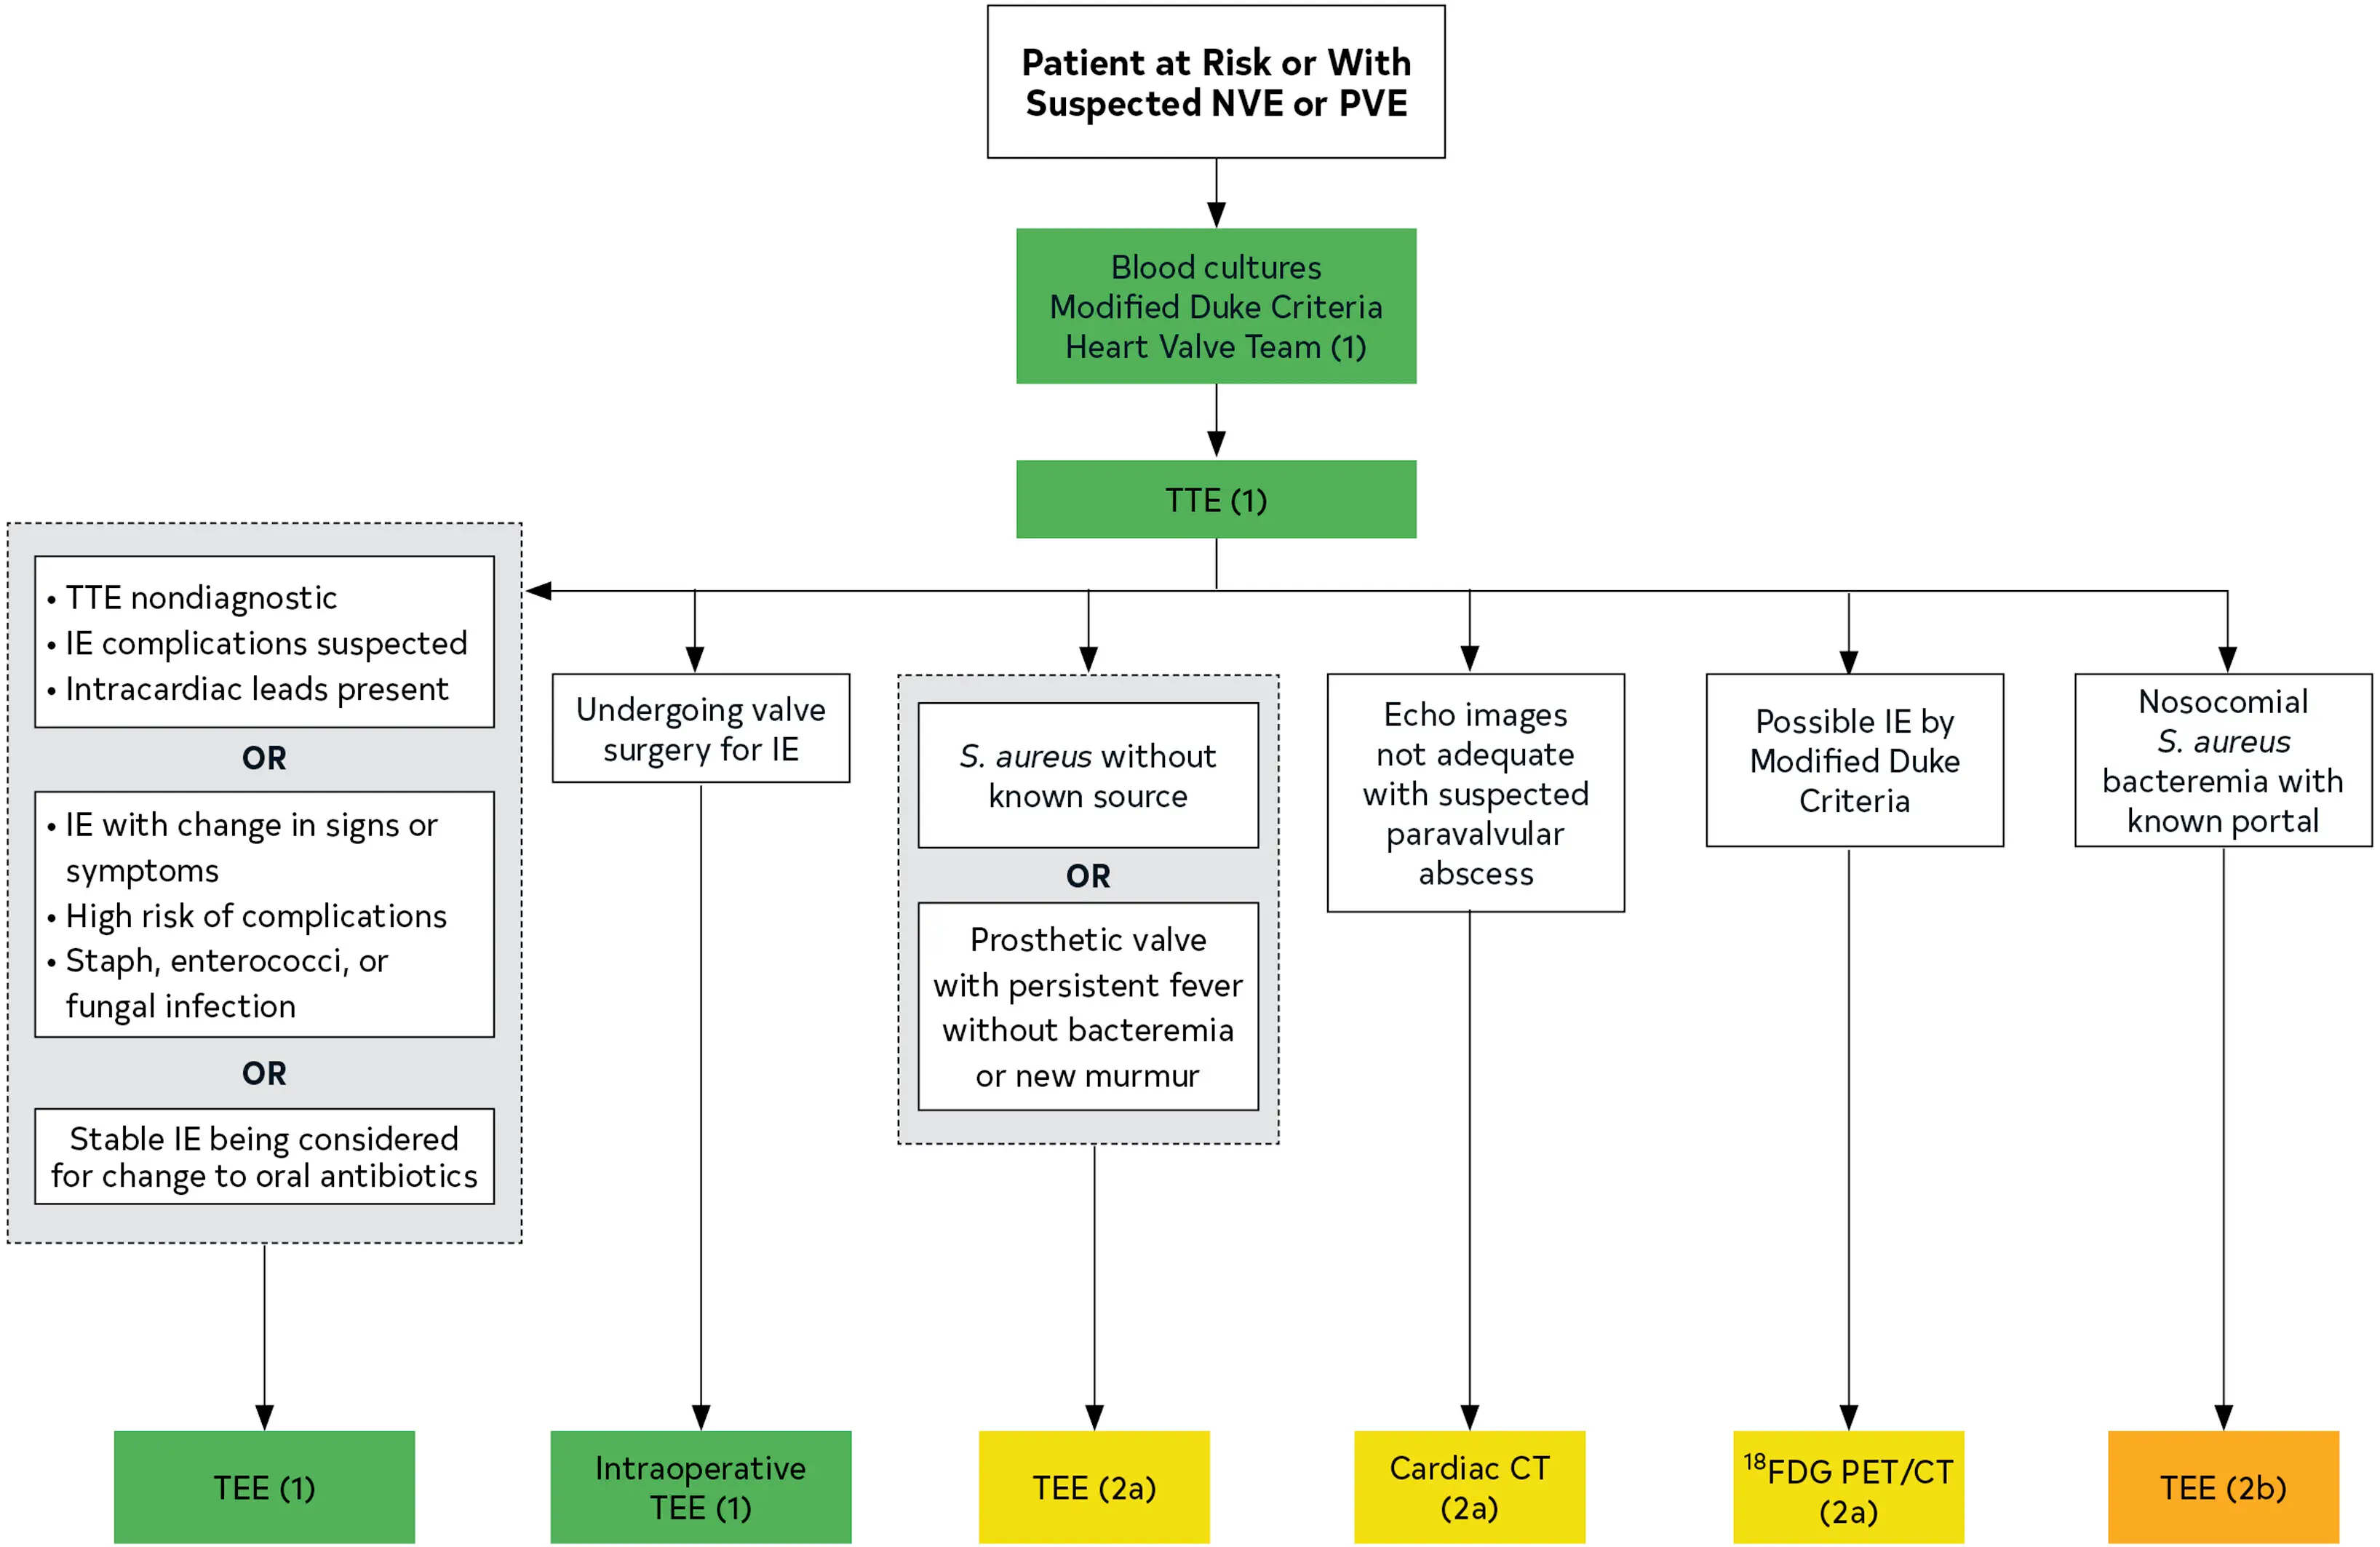 Patient at Risk or With
Suspected NVE or PVE
Blood cultures
Modified Duke Criteria
Heart Valve Team (1)
TTE (1)
• TTE nondiagnostic
• IE complications suspected
• Intracardiac leads present
OR
• IE with change in signs or
symptoms
• High risk of complications
• Staph, enterococci, or
fungal infection
OR
Stable IE being considered
for change to oral antibiotics
Undergoing valve
surgery for IE
S. aureus without
known source
OR
Prosthetic valve
with persistent fever
without bacteremia
or new murmur
Echo images
not adequate
with suspected
paravalvular
abscess
Possible IE by
Modified Duke
Criteria
Nosocomial
S. aureus
bacteremia with
known portal
TEE (1)
Intraoperative
TEE (1)
TEE (2a)
Cardiac CT
(2a)
¹⁸FDG PET/CT
(2a)
TEE (2b)